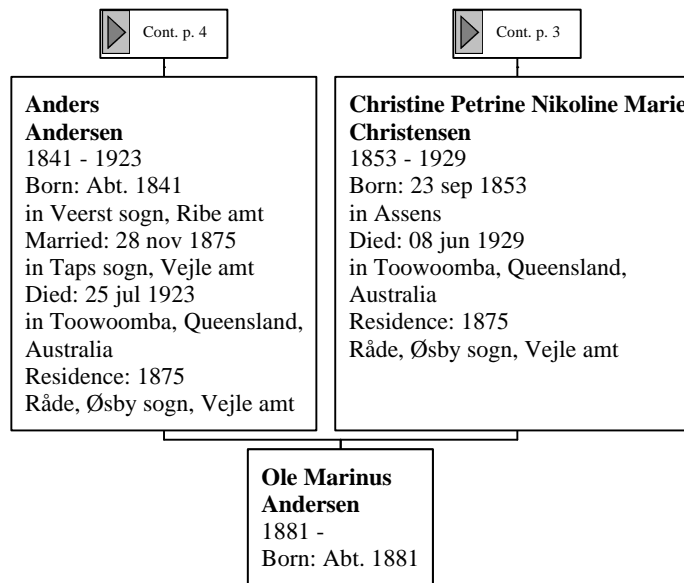 Cont. p. 4
Cont. p. 3
Anders
Andersen
1841 - 1923
Born: Abt. 1841
in Veerst sogn, Ribe amt
Married: 28 nov 1875
in Taps sogn, Vejle amt
Died: 25 jul 1923
in Toowoomba, Queensland,
Australia
Residence: 1875
Råde, Øsby sogn, Vejle amt
Christine Petrine Nikoline Marie
Christensen
1853 - 1929
Born: 23 sep 1853
in Assens
Died: 08 jun 1929
in Toowoomba, Queensland,
Australia
Residence: 1875
Råde, Øsby sogn, Vejle amt
Ole Marinus
Andersen
1881 -
Born: Abt. 1881